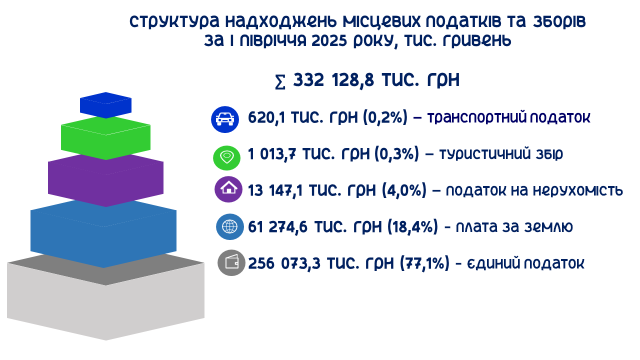 СТРУКТУРА НАДХОДЖЕНЬ МІСЦЕВИХ ПОДАТКІВ ТА ЗБОРІВ
ЗА І ПІВРІЧЧЯ 2025 РОКУ, ТИС. ГРИВЕНЬ
∑ 332 128,8 ТИС. ГРН
620,1 ТИС. ГРН (0,2%) – транспортний податок
1 013,7 ТИС. ГРН (0,3%) – туристичний збір
13 147,1 ТИС. ГРН (4,0%) – податок на нерухомість
61 274,6 ТИС. ГРН (18,4%) - плата за землю
256 073,3 ТИС. ГРН (77,1%) - єдиний податок